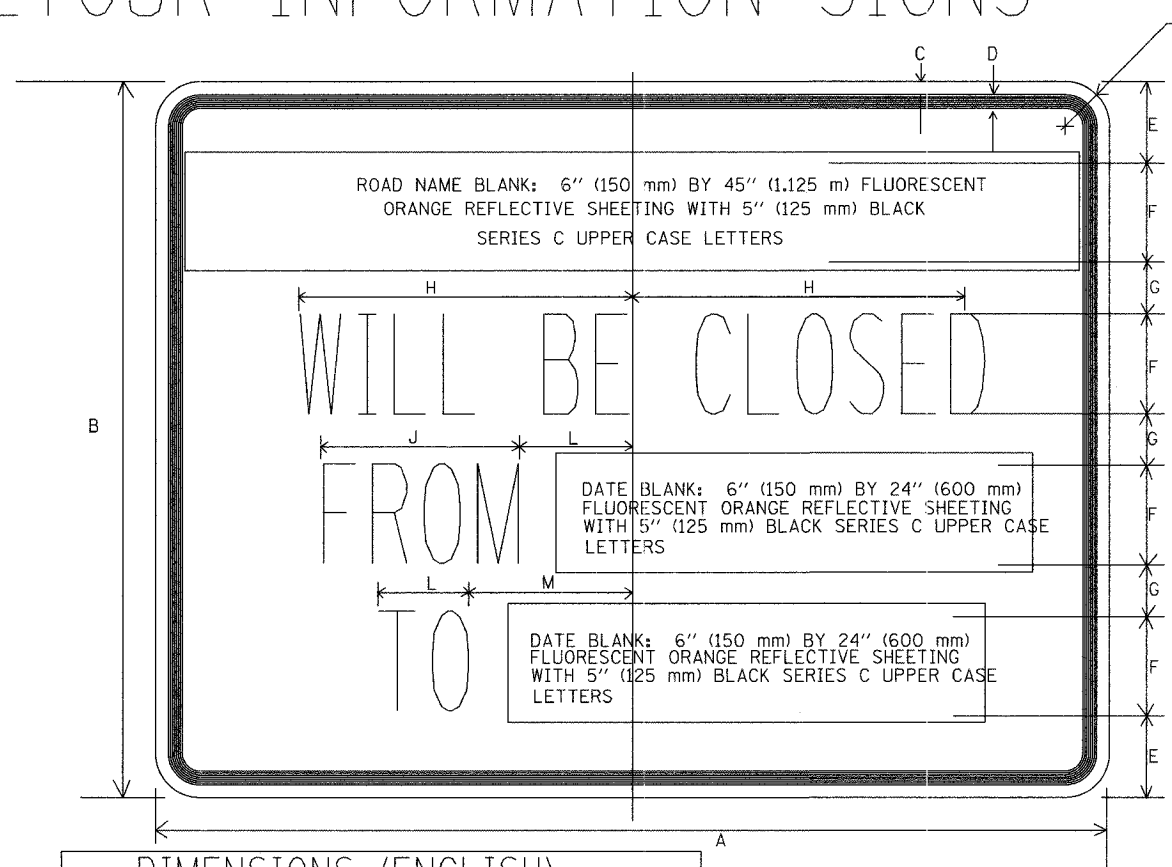 DETOUR INFORMATION SIGNS
C D
E
ROAD NAME BLANK: 6'' (150 mm) BY 45'' (1.125 m) FLUORESCENT
ORANGE REFLECTIVE SHEETING WITH 5'' (125 mm) BLACK
SERIES C UPPER CASE LETTERS
F
H H
G
WILL BE CLOSED
F
B
J L
G
FROM
DATE BLANK: 6'' (150 mm) BY 24'' (600 mm)
FLUORESCENT ORANGE REFLECTIVE SHEETING
WITH 5'' (125 mm) BLACK SERIES C UPPER CASE
LETTERS
F
L M
G
TO
DATE BLANK: 6'' (150 mm) BY 24'' (600 mm)
FLUORESCENT ORANGE REFLECTIVE SHEETING
WITH 5'' (125 mm) BLACK SERIES C UPPER CASE
LETTERS
F
E
A
DIMENSIONS (ENGLISH)